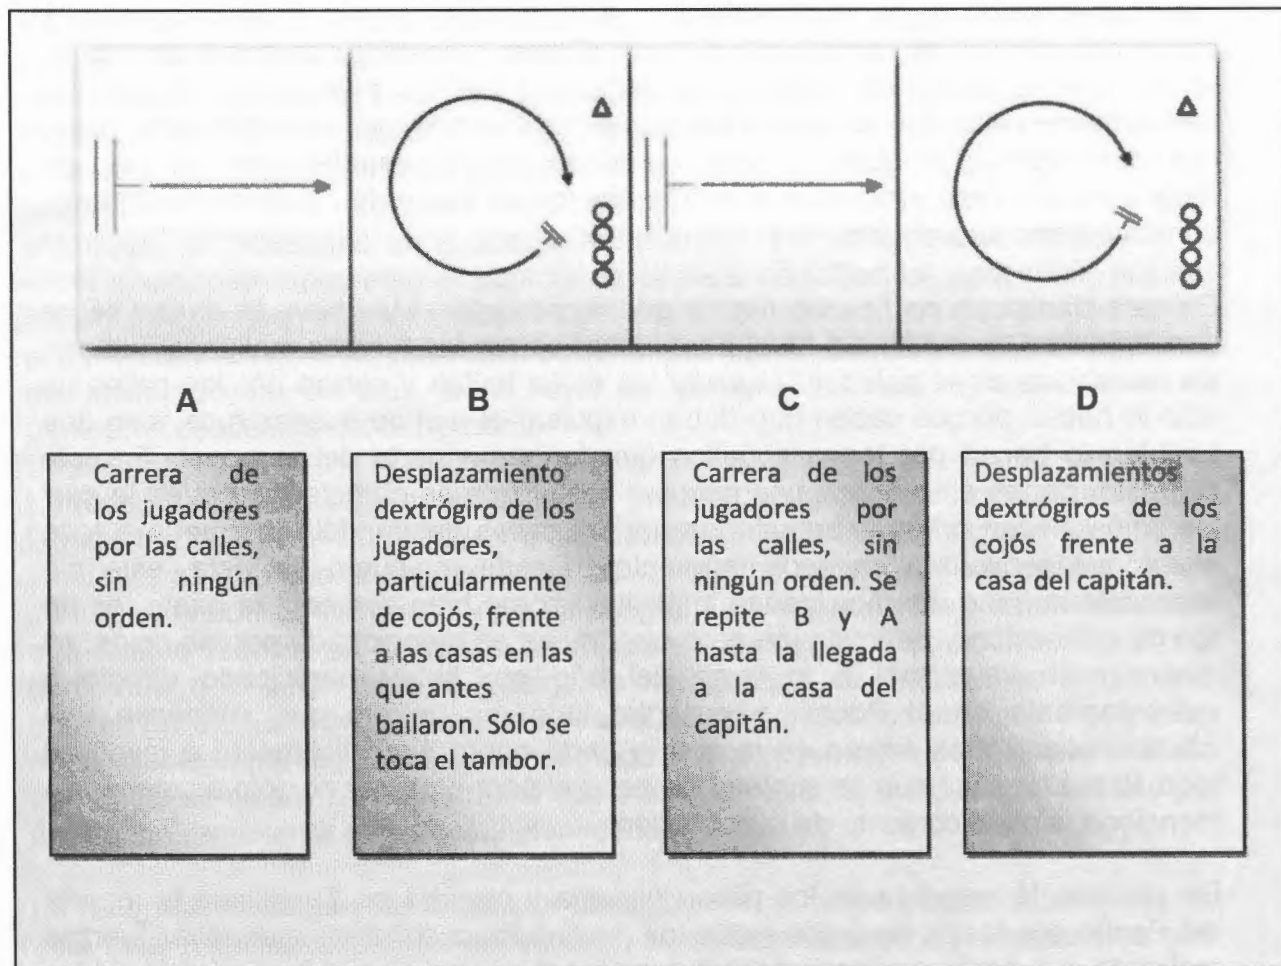 A
B
C
D
Carrera de
los jugadores
por las calles,
sin ningún
orden.
Desplazamiento
dextrógiro de los
jugadores,
particularmente
de cojós, frente
a las casas en las
que antes
bailaron. Sólo se
toca el tambor.
Carrera de los
jugadores por
las calles, sin
ningún orden. Se
repite B y A
hasta la llegada
a la casa del
capitán.
Desplazamientos
dextrógiros de los
cojós frente a la
casa del capitán.